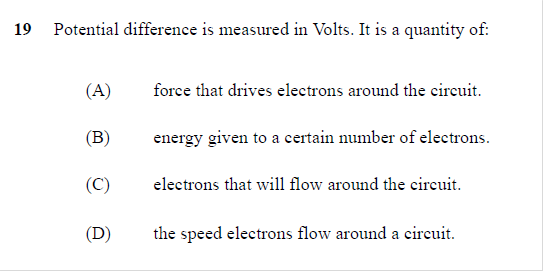 19 Potential difference is measured in Volts. It is a quantity of:
(A) force that drives electrons around the circuit.
(B) energy given to a certain number of electrons.
(C) electrons that will flow around the circuit.
(D) the speed electrons flow around a circuit.